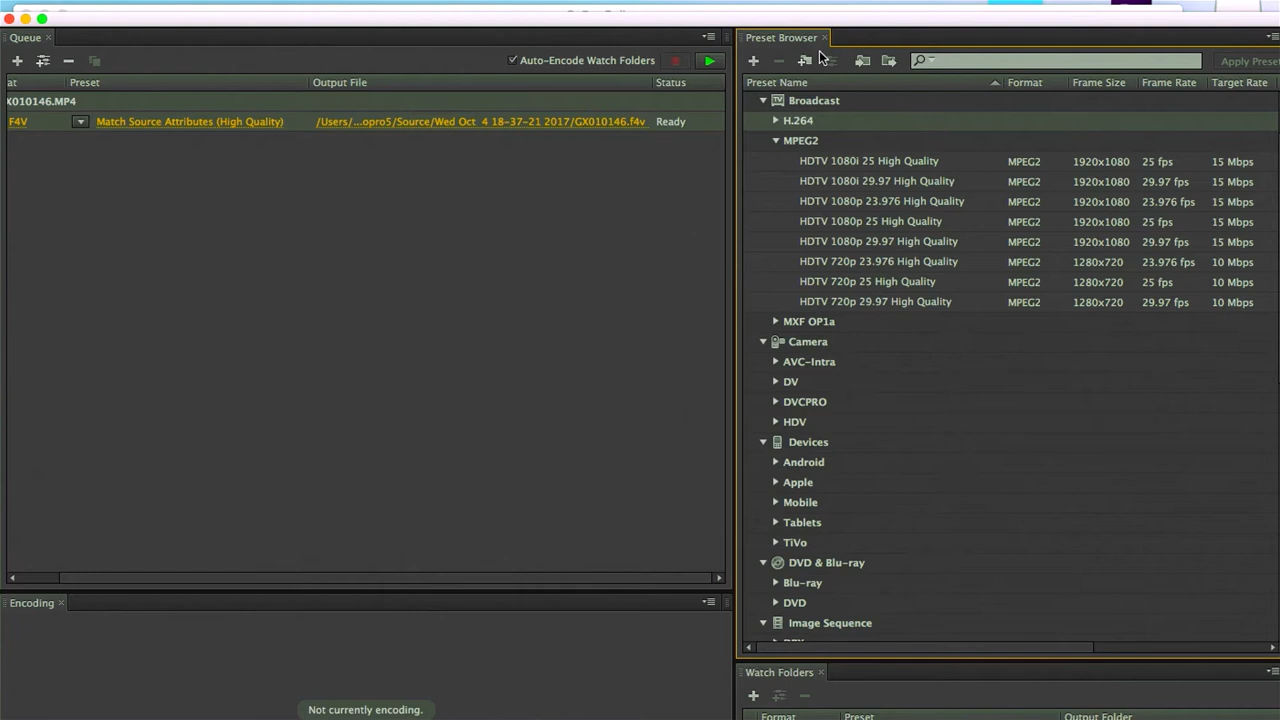 Queue
Auto-Encode Watch Folders
at Preset Output File Status
X010146.MP4
F4V Match Source Attributes (High Quality) /Users/...opro5/Source/Wed Oct 4 18-37-21 2017/GX010146.f4v Ready
Encoding
Not currently encoding.
Preset Browser
Apply Prese
Preset Name Format Frame Size Frame Rate Target Rate
Broadcast
H.264
MPEG2
HDTV 1080i 25 High Quality MPEG2 1920x1080 25 fps 15 Mbps
HDTV 1080i 29.97 High Quality MPEG2 1920x1080 29.97 fps 15 Mbps
HDTV 1080p 23.976 High Quality MPEG2 1920x1080 23.976 fps 15 Mbps
HDTV 1080p 25 High Quality MPEG2 1920x1080 25 fps 15 Mbps
HDTV 1080p 29.97 High Quality MPEG2 1920x1080 29.97 fps 15 Mbps
HDTV 720p 23.976 High Quality MPEG2 1280x720 23.976 fps 10 Mbps
HDTV 720p 25 High Quality MPEG2 1280x720 25 fps 10 Mbps
HDTV 720p 29.97 High Quality MPEG2 1280x720 29.97 fps 10 Mbps
MXF OP1a
Camera
AVC-Intra
DV
DVCPRO
HDV
Devices
Android
Apple
Mobile
Tablets
TiVo
DVD & Blu-ray
Blu-ray
DVD
Image Sequence
Watch Folders
Format Preset Output Folder